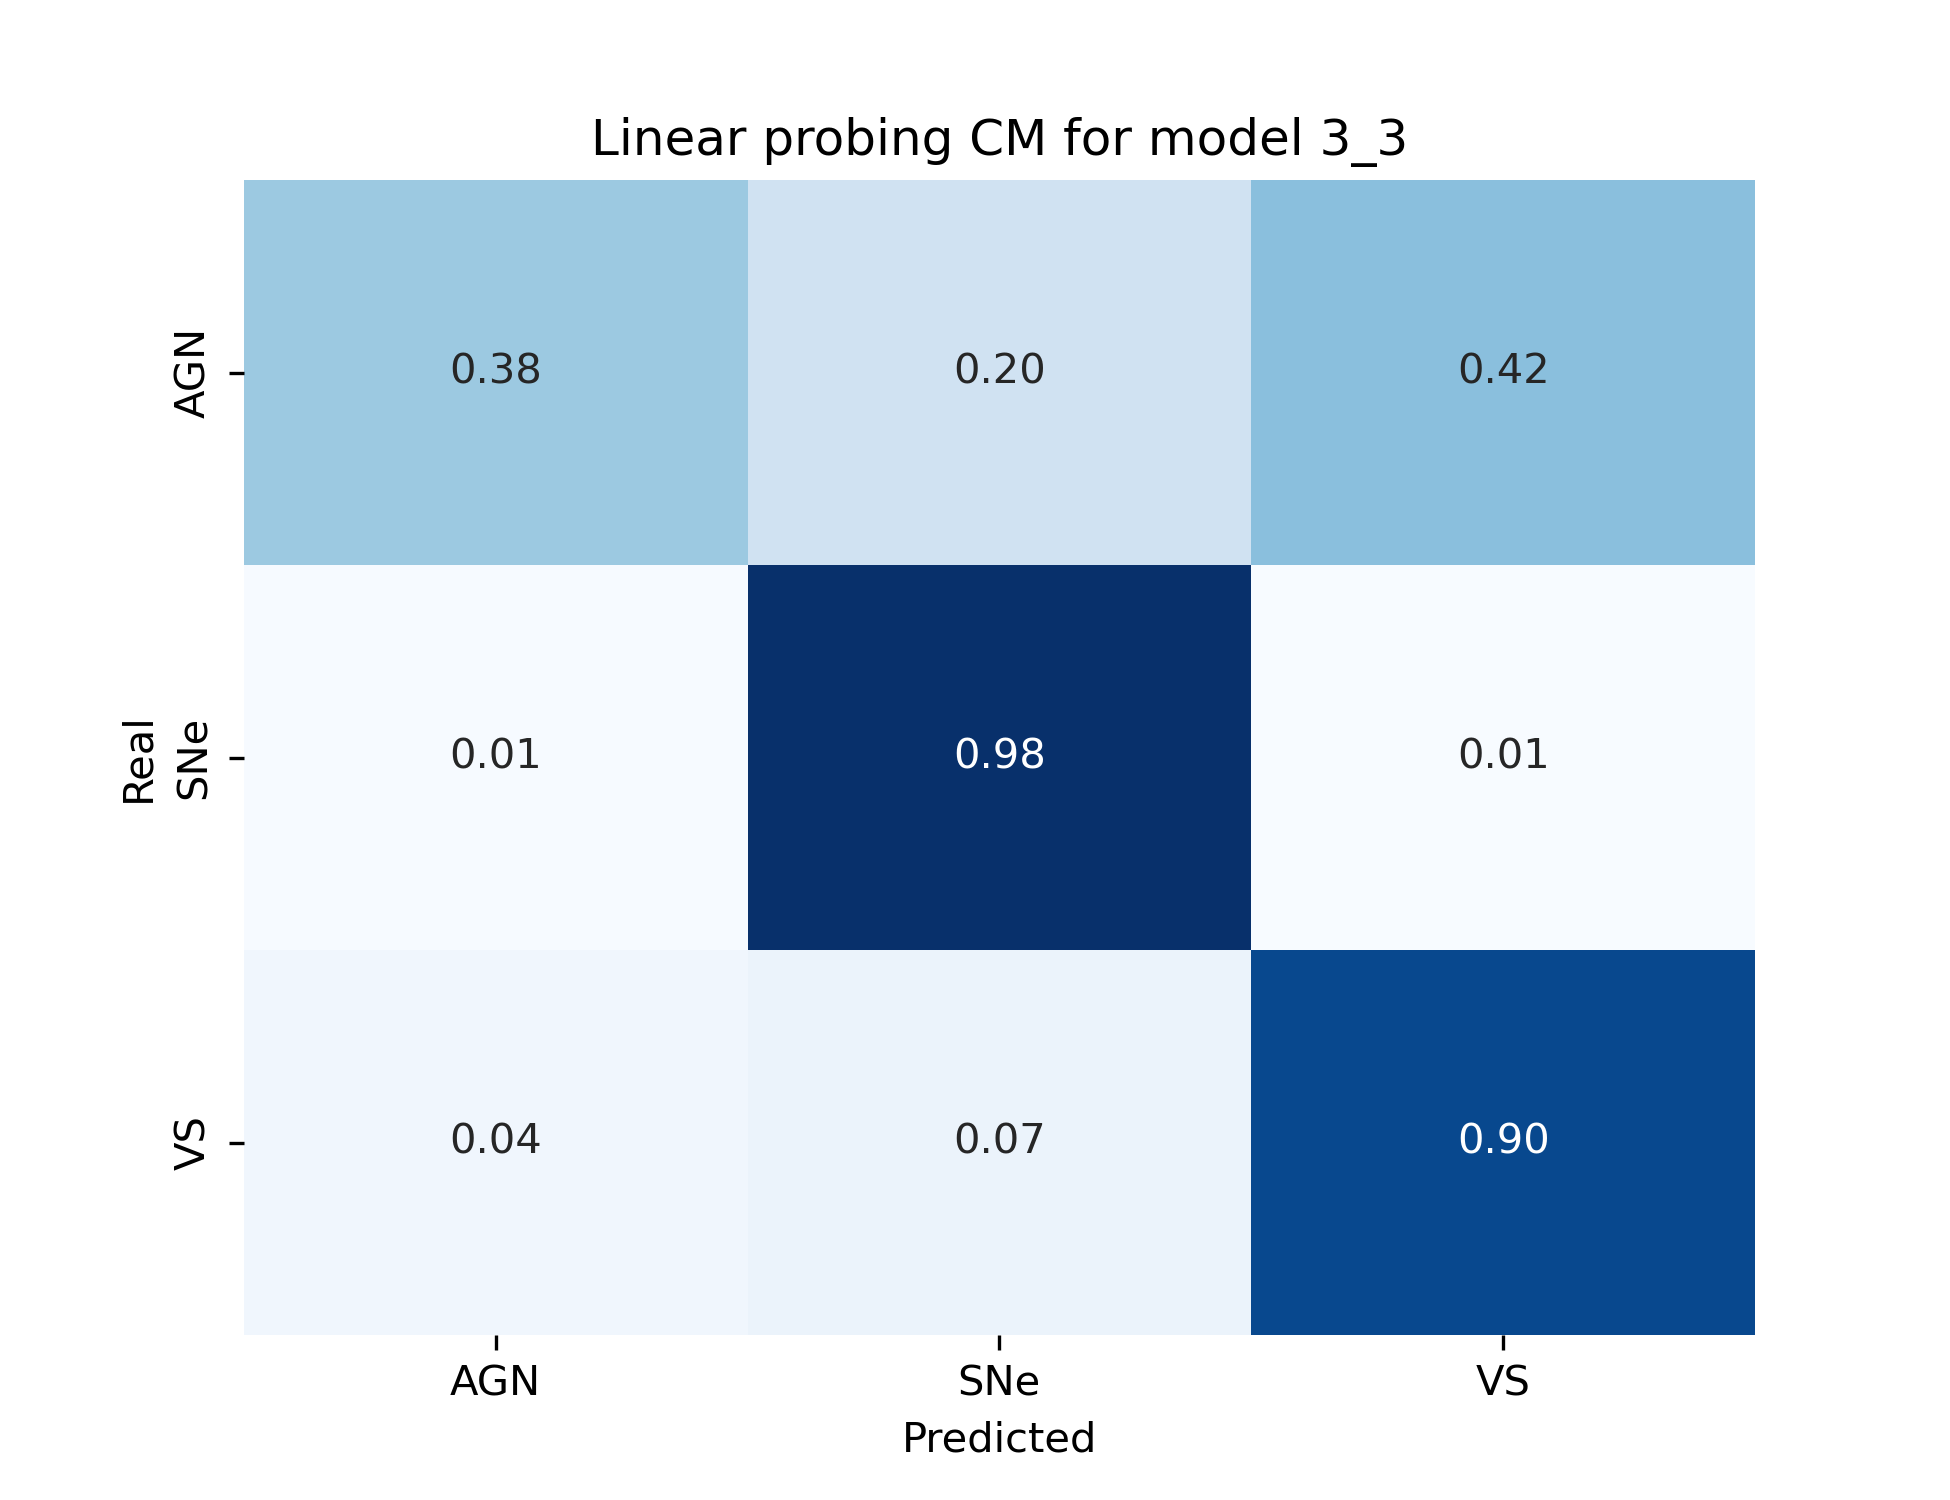 Linear probing CM for model 3_3
AGN
0.38 0.20 0.42
Real
SNe
0.01 0.98 0.01
VS
0.04 0.07 0.90
AGN SNe VS
Predicted